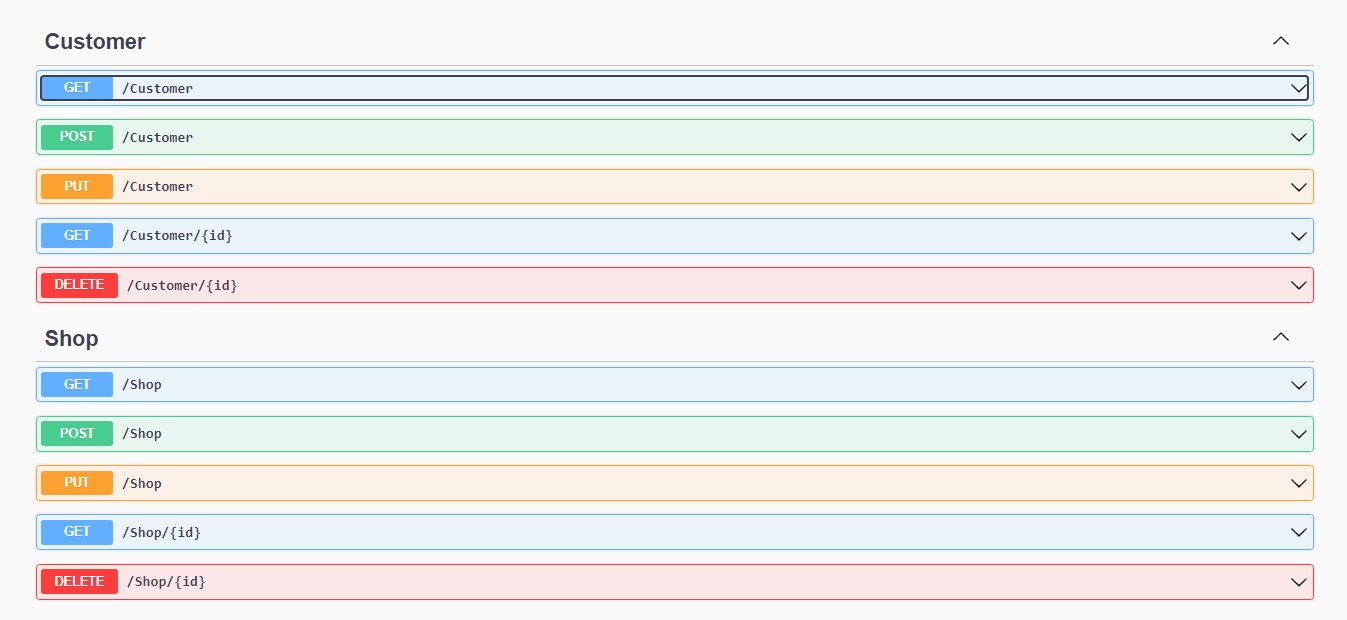 Customer
GET /Customer
POST /Customer
PUT /Customer
GET /Customer/{id}
DELETE /Customer/{id}
Shop
GET /Shop
POST /Shop
PUT /Shop
GET /Shop/{id}
DELETE /Shop/{id}